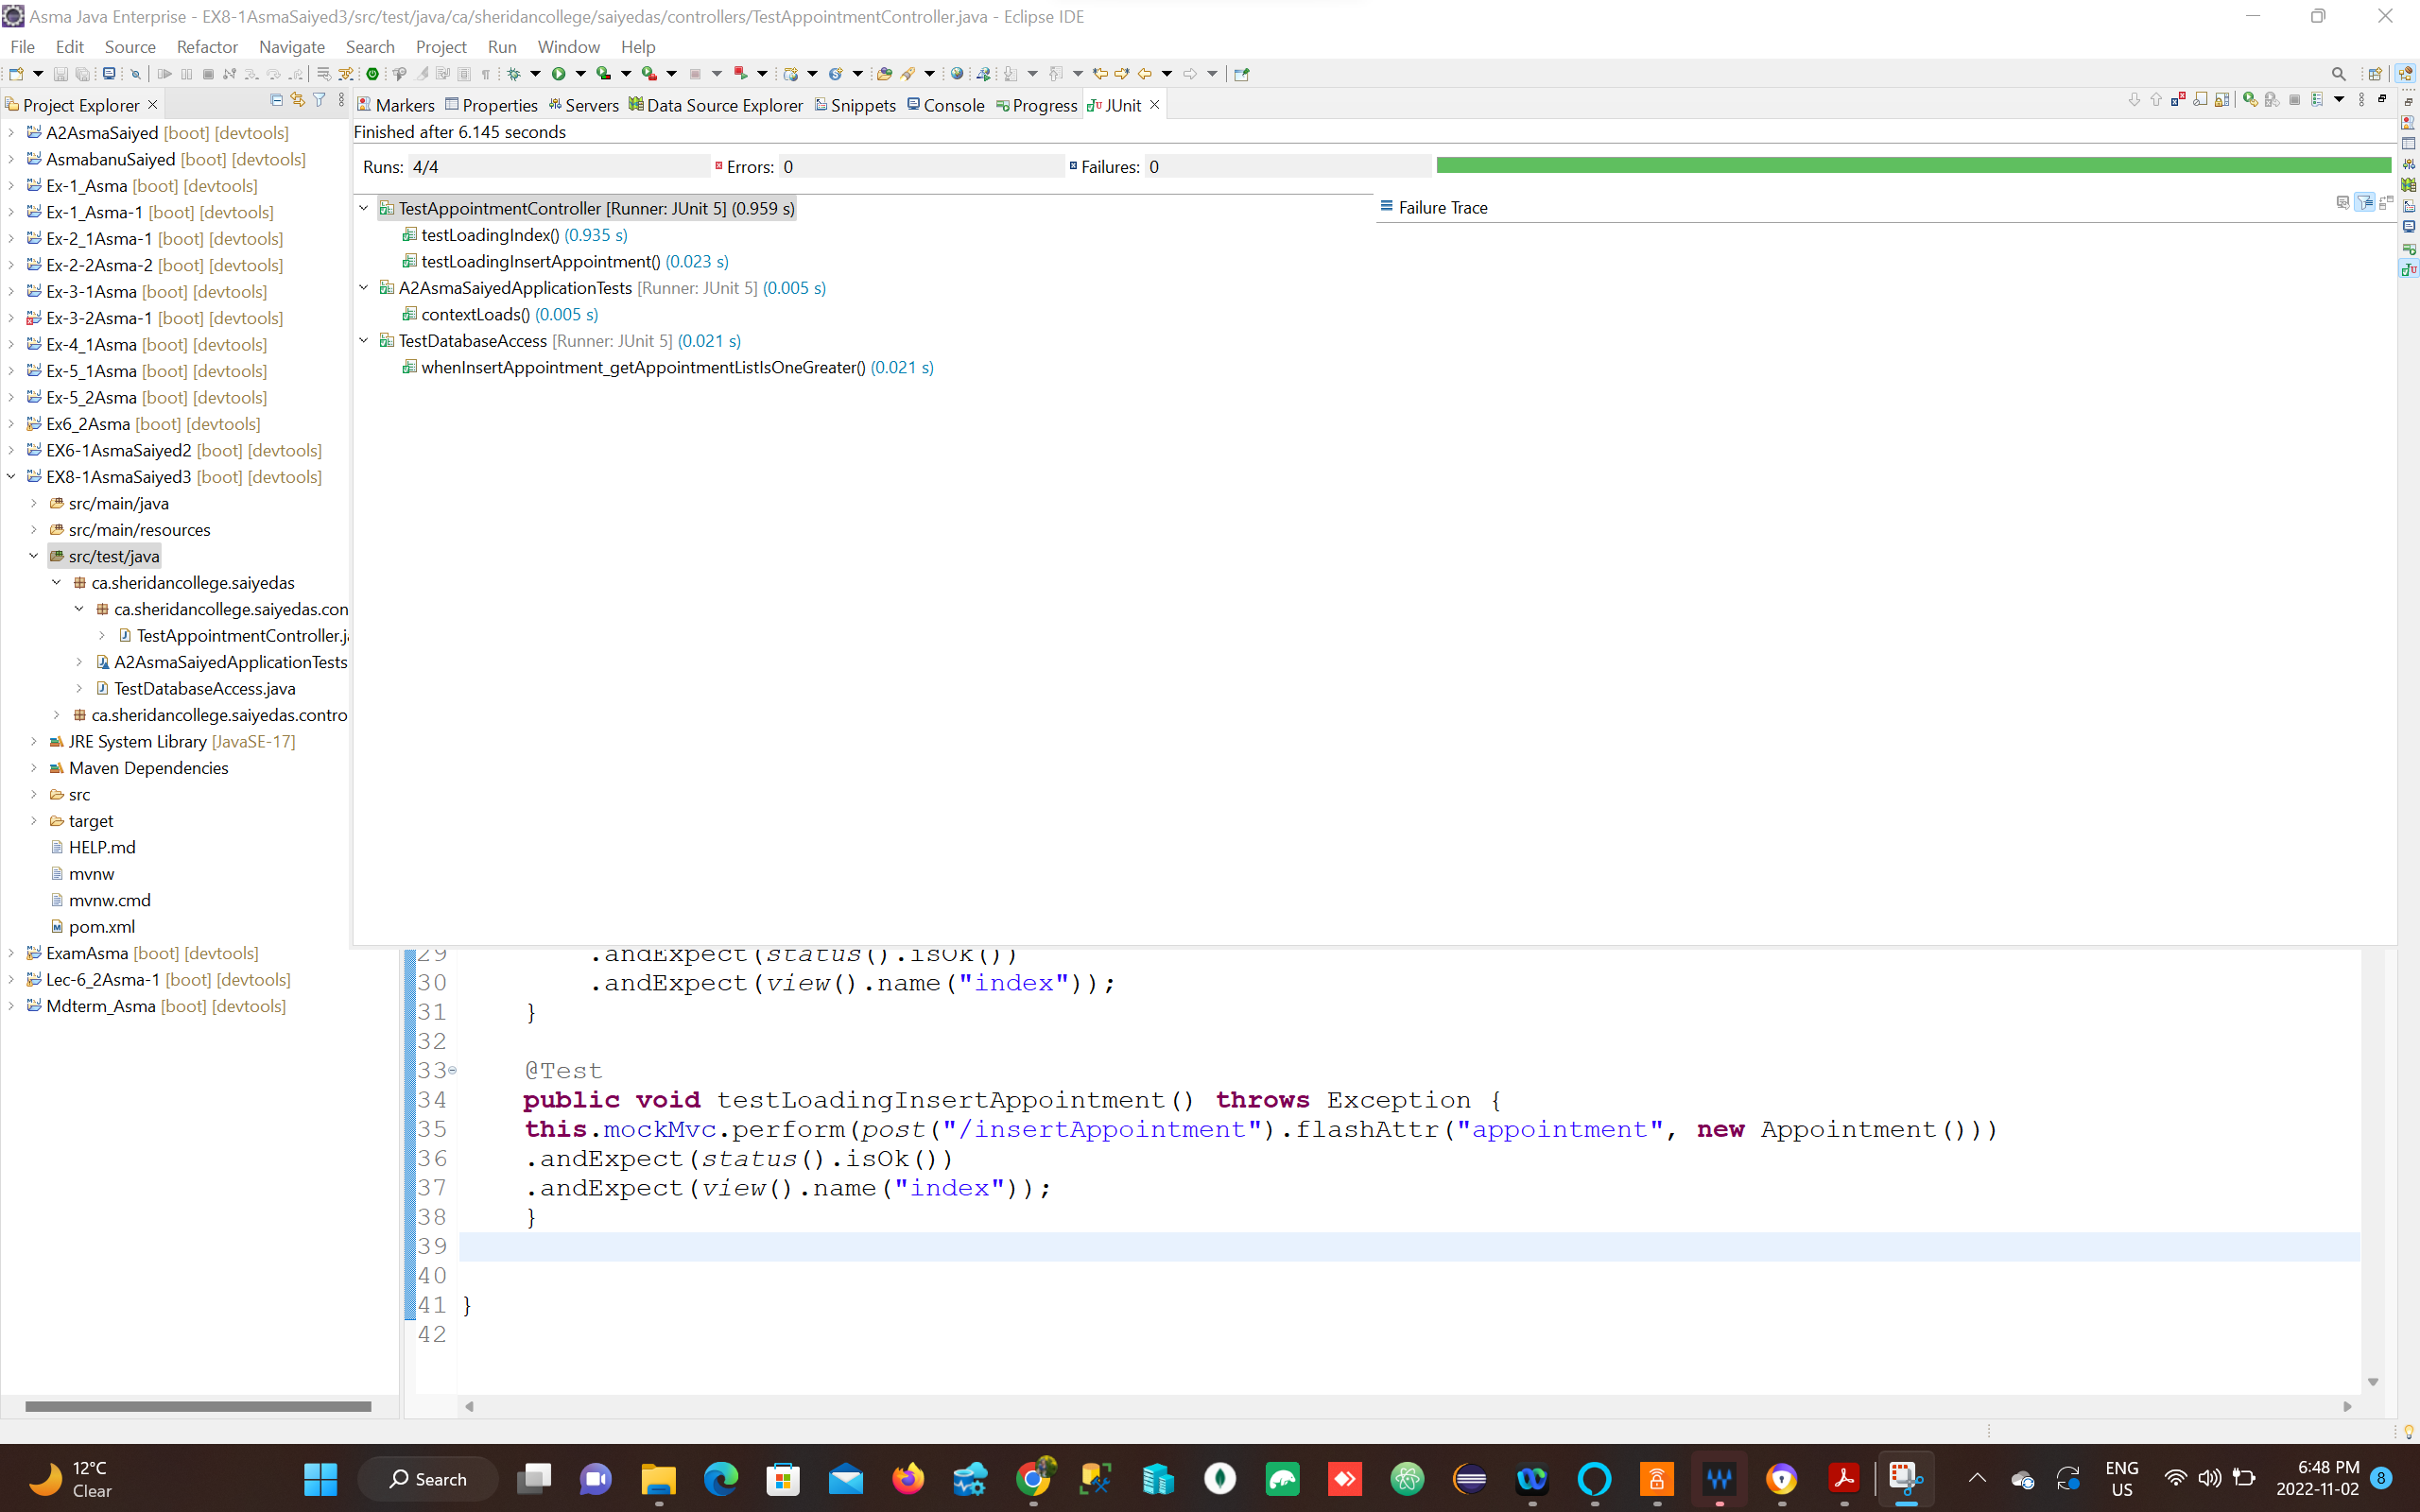 Asma Java Enterprise - EX8-1AsmaSaiyed3/src/test/java/ca/sheridancollege/saiyedas/controllers/TestAppointmentController.java - Eclipse IDE
File Edit Source Refactor Navigate Search Project Run Window Help
Project Explorer
A2AsmaSaiyed [boot] [devtools]
AsmabanuSaiyed [boot] [devtools]
Ex-1_Asma [boot] [devtools]
Ex-1_Asma-1 [boot] [devtools]
Ex-2_1Asma-1 [boot] [devtools]
Ex-2-2Asma-2 [boot] [devtools]
Ex-3-1Asma [boot] [devtools]
Ex-3-2Asma-1 [boot] [devtools]
Ex-4_1Asma [boot] [devtools]
Ex-5_1Asma [boot] [devtools]
Ex-5_2Asma [boot] [devtools]
Ex6_2Asma [boot] [devtools]
EX6-1AsmaSaiyed2 [boot] [devtools]
EX8-1AsmaSaiyed3 [boot] [devtools]
src/main/java
src/main/resources
src/test/java
ca.sheridancollege.saiyedas
ca.sheridancollege.saiyedas.con
TestAppointmentController.j
A2AsmaSaiyedApplicationTests
TestDatabaseAccess.java
ca.sheridancollege.saiyedas.contro
JRE System Library [JavaSE-17]
Maven Dependencies
src
target
HELP.md
mvnw
mvnw.cmd
pom.xml
ExamAsma [boot] [devtools]
Lec-6_2Asma-1 [boot] [devtools]
Mdterm_Asma [boot] [devtools]
Markers Properties Servers Data Source Explorer Snippets Console Progress JUnit
Finished after 6.145 seconds
Runs: 4/4 Errors: 0 Failures: 0
TestAppointmentController [Runner: JUnit 5] (0.959 s)
testLoadingIndex() (0.935 s)
testLoadingInsertAppointment() (0.023 s)
A2AsmaSaiyedApplicationTests [Runner: JUnit 5] (0.005 s)
contextLoads() (0.005 s)
TestDatabaseAccess [Runner: JUnit 5] (0.021 s)
whenInsertAppointment_getAppointmentListIsOneGreater() (0.021 s)
Failure Trace
29 .andExpect(status().isOk())
30 .andExpect(view().name("index"));
31 }
32
33 @Test
34 public void testLoadingInsertAppointment() throws Exception {
35 this.mockMvc.perform(post("/insertAppointment").flashAttr("appointment", new Appointment()))
36 .andExpect(status().isOk())
37 .andExpect(view().name("index"));
38 }
39
40
41 }
42
12°C
Clear
Search
ENG
US
6:48 PM
2022-11-02
8